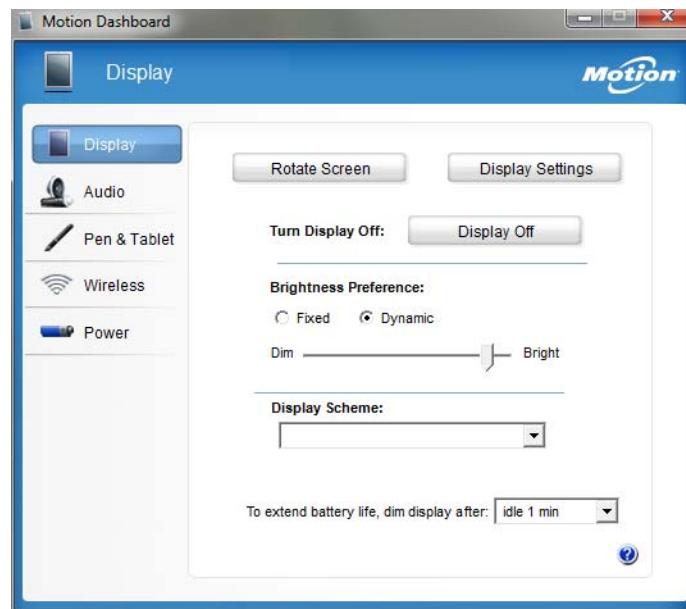 Motion Dashboard
Display
Motion
Display
Audio
Pen & Tablet
Wireless
Power
Rotate Screen Display Settings
Turn Display Off: Display Off
Brightness Preference:
Fixed Dynamic
Dim Bright
Display Scheme:
To extend battery life, dim display after: idle 1 min
?